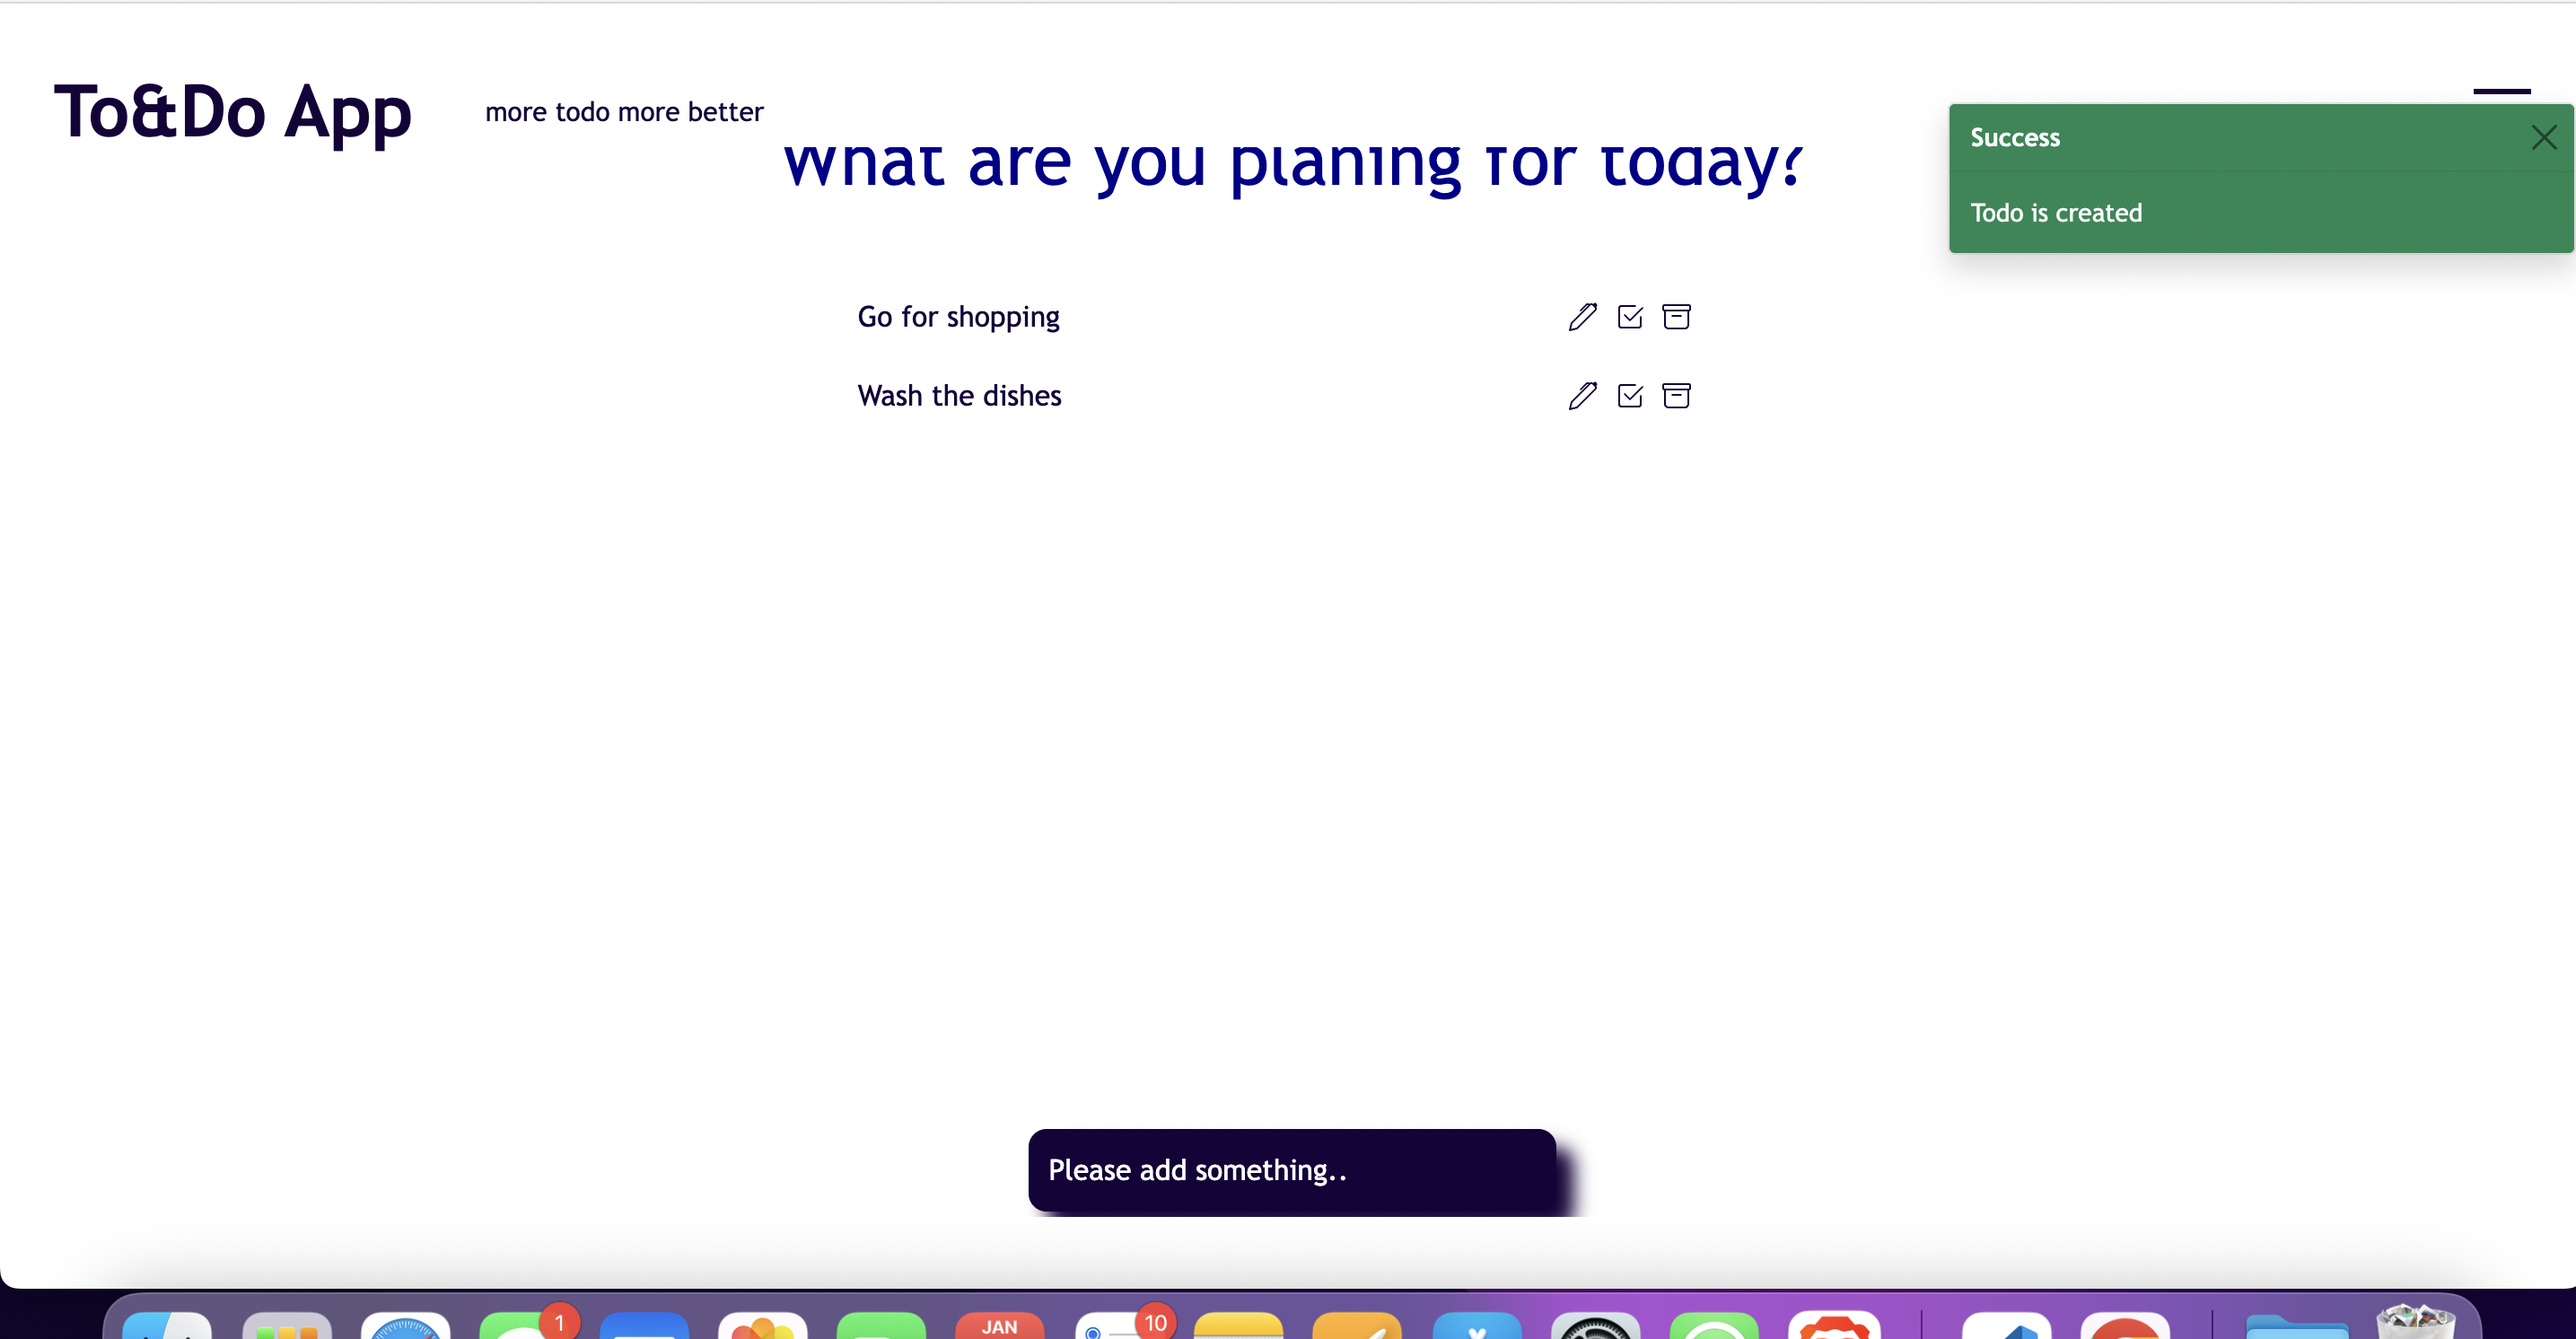 To&Do App
more todo more better
What are you planing for today?
Success
Todo is created
Go for shopping
Wash the dishes
Please add something..
1
JAN
10